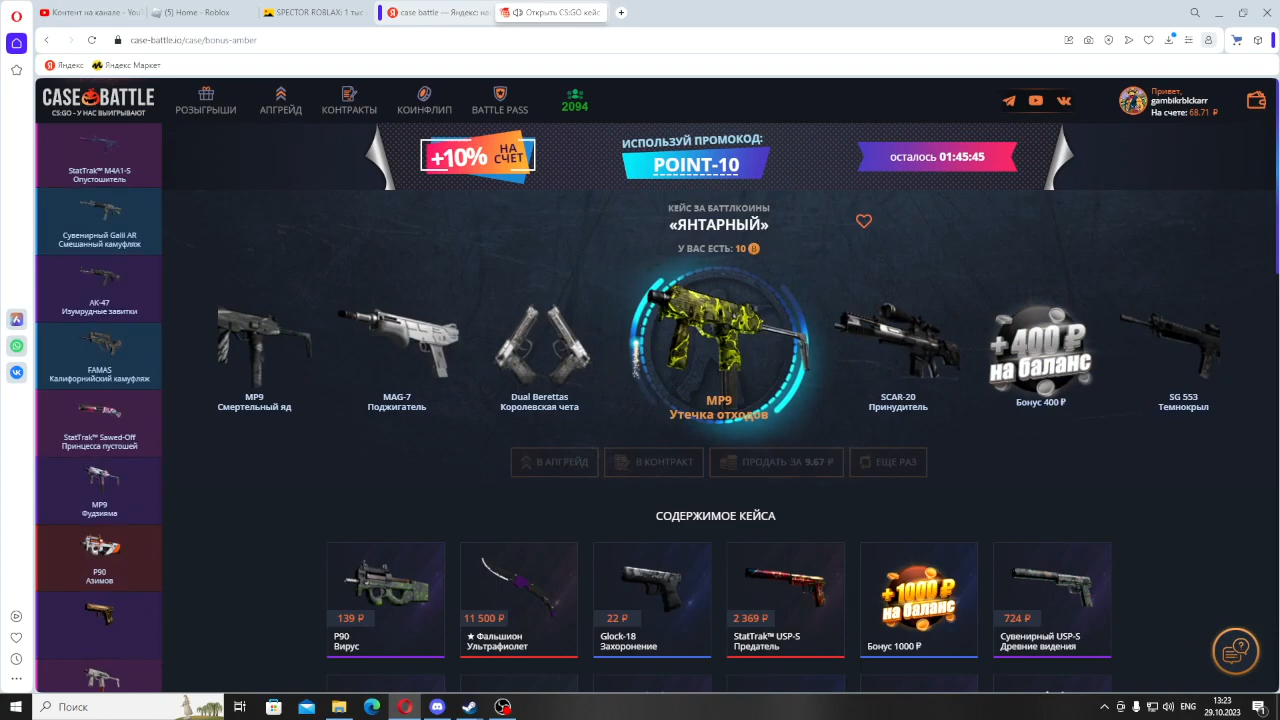 Контент на канале - You
(5) Home - Roblox
SPECTOR ROBLAX: 1 тыс
case battle — Яндекс: на
Открыть CS:GO кейс
case-battle.io/case/bonus-amber
Яндекс
Яндекс Маркет
CASE BATTLE
CS:GO - У НАС ВЫИГРЫВАЮТ
РОЗЫГРЫШИ
АПГРЕЙД
КОНТРАКТЫ
КОИНФЛИП
BATTLE PASS
2094
Привет,
gambikrblckarr
На счете: 68.71 ₽
+10% НА СЧЕТ
ИСПОЛЬЗУЙ ПРОМОКОД:
POINT-10
осталось 01:45:45
StatTrak™ M4A1-S
Опустошитель
Сувенирный Galil AR
Смешанный камуфляж
АК-47
Изумрудные завитки
FAMAS
Калифорнийский камуфляж
StatTrak™ Sawed-Off
Принцесса пустошей
MP9
Фудзияма
P90
Азимов
КЕЙС ЗА БАТТЛКОИНЫ
«ЯНТАРНЫЙ»
У ВАС ЕСТЬ: 10 B
MP9
Смертельный яд
MAG-7
Поджигатель
Dual Berettas
Королевская чета
MP9
Утечка отходов
SCAR-20
Принудитель
+400 ₽
на баланс
Бонус 400 ₽
SG 553
Темнокрыл
В АПГРЕЙД
В КОНТРАКТ
ПРОДАТЬ ЗА 9.67 ₽
ЕЩЕ РАЗ
СОДЕРЖИМОЕ КЕЙСА
139 ₽
P90
Вирус
11 500 ₽
★ Фальшион
Ультрафиолет
22 ₽
Glock-18
Захоронение
2 369 ₽
StatTrak™ USP-S
Предатель
+1000 ₽
на баланс
Бонус 1000 ₽
724 ₽
Сувенирный USP-S
Древние видения
Поиск
ENG
13:23
29.10.2023
1